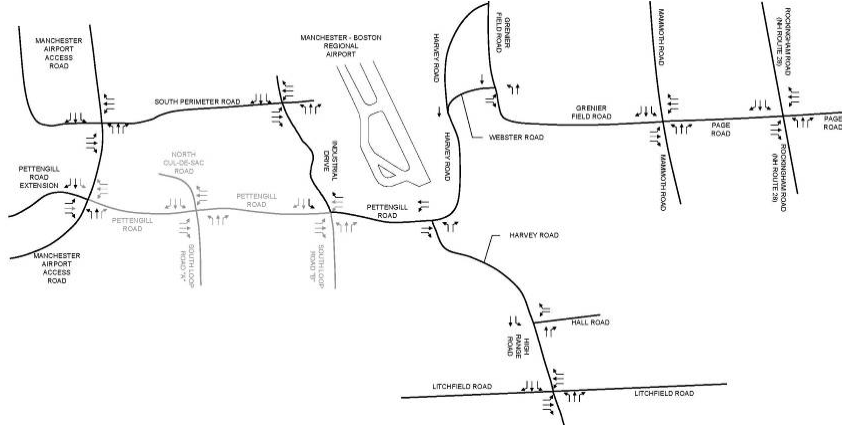 MANCHESTER
AIRPORT
ACCESS
ROAD
SOUTH PERIMETER ROAD
MANCHESTER - BOSTON
REGIONAL
AIRPORT
HARVEY ROAD
GRENIER
FIELD ROAD
MAMMOTH ROAD
ROCKINGHAM ROAD
(NH ROUTE 28)
GRENIER
FIELD ROAD
PAGE
ROAD
PAGE
ROAD
WEBSTER ROAD
INDUSTRIAL
DRIVE
HARVEY ROAD
MAMMOTH ROAD
ROCKINGHAM ROAD
(NH ROUTE 28)
NORTH
CUL-DE-SAC
ROAD
PETTENGILL
ROAD
EXTENSION
PETTENGILL
ROAD
PETTENGILL
ROAD
PETTENGILL
ROAD
SOUTH LOOP
ROAD "A"
SOUTH LOOP
ROAD "B"
HARVEY ROAD
MANCHESTER
AIRPORT
ACCESS
ROAD
HALL ROAD
HIGH
RANGE
ROAD
LITCHFIELD ROAD
LITCHFIELD ROAD